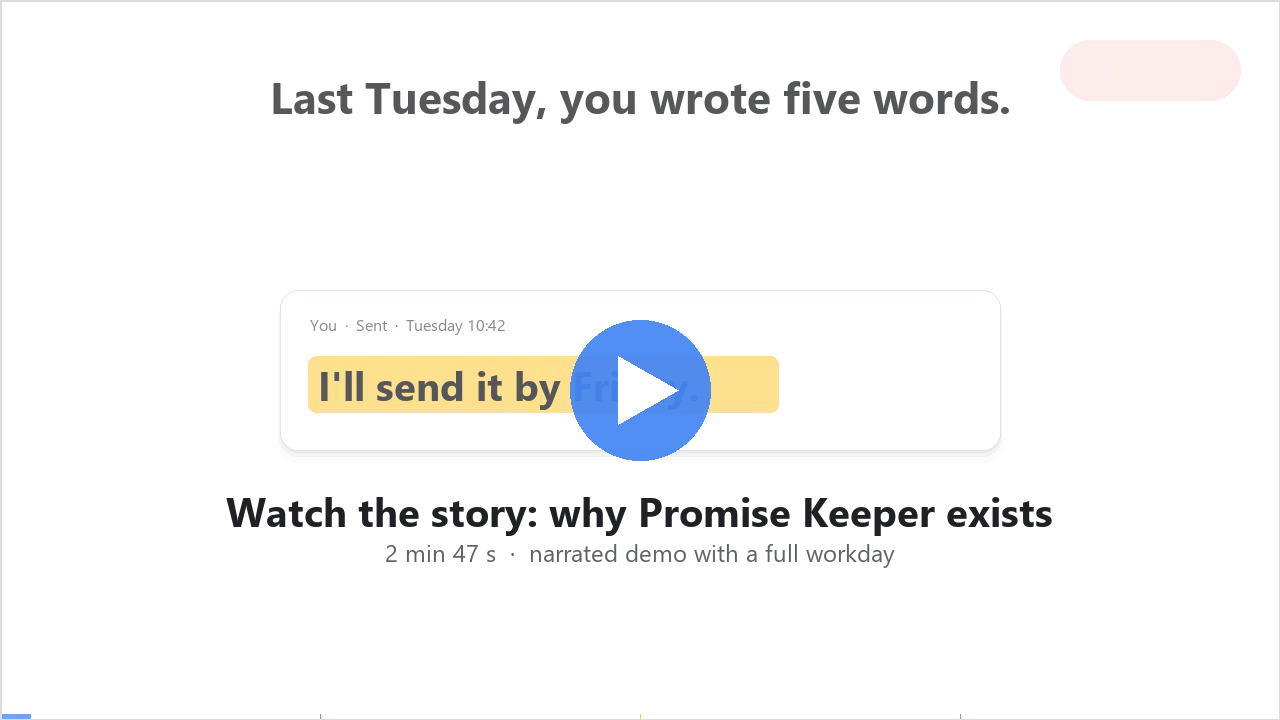 Last Tuesday, you wrote five words.
You · Sent · Tuesday 10:42
I'll send it by Friday.
Watch the story: why Promise Keeper exists
2 min 47 s · narrated demo with a full workday